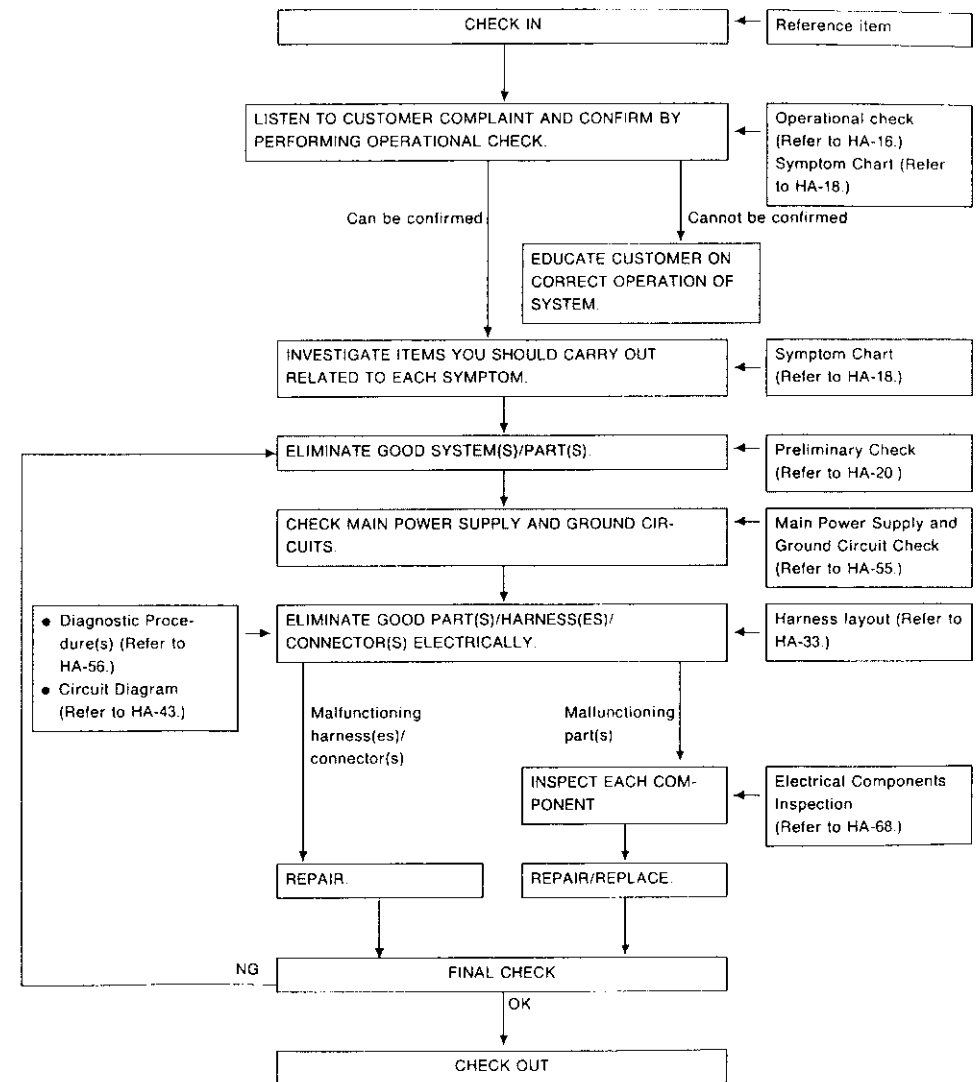 CHECK IN
Reference item
LISTEN TO CUSTOMER COMPLAINT AND CONFIRM BY
PERFORMING OPERATIONAL CHECK.
Operational check
(Refer to HA-16.)
Symptom Chart (Refer
to HA-18.)
Can be confirmed
Cannot be confirmed
EDUCATE CUSTOMER ON
CORRECT OPERATION OF
SYSTEM.
INVESTIGATE ITEMS YOU SHOULD CARRY OUT
RELATED TO EACH SYMPTOM.
Symptom Chart
(Refer to HA-18.)
ELIMINATE GOOD SYSTEM(S)/PART(S).
Preliminary Check
(Refer to HA-20.)
CHECK MAIN POWER SUPPLY AND GROUND CIR-
CUITS.
Main Power Supply and
Ground Circuit Check
(Refer to HA-55.)
● Diagnostic Proce-
dure(s) (Refer to
HA-56.)
● Circuit Diagram
(Refer to HA-43.)
ELIMINATE GOOD PART(S)/HARNESS(ES)/
CONNECTOR(S) ELECTRICALLY.
Harness layout (Refer to
HA-33.)
Malfunctioning
harness(es)/
connector(s)
Malfunctioning
part(s)
INSPECT EACH COM-
PONENT
Electrical Components
Inspection
(Refer to HA-68.)
REPAIR.
REPAIR/REPLACE.
NG
FINAL CHECK
OK
CHECK OUT